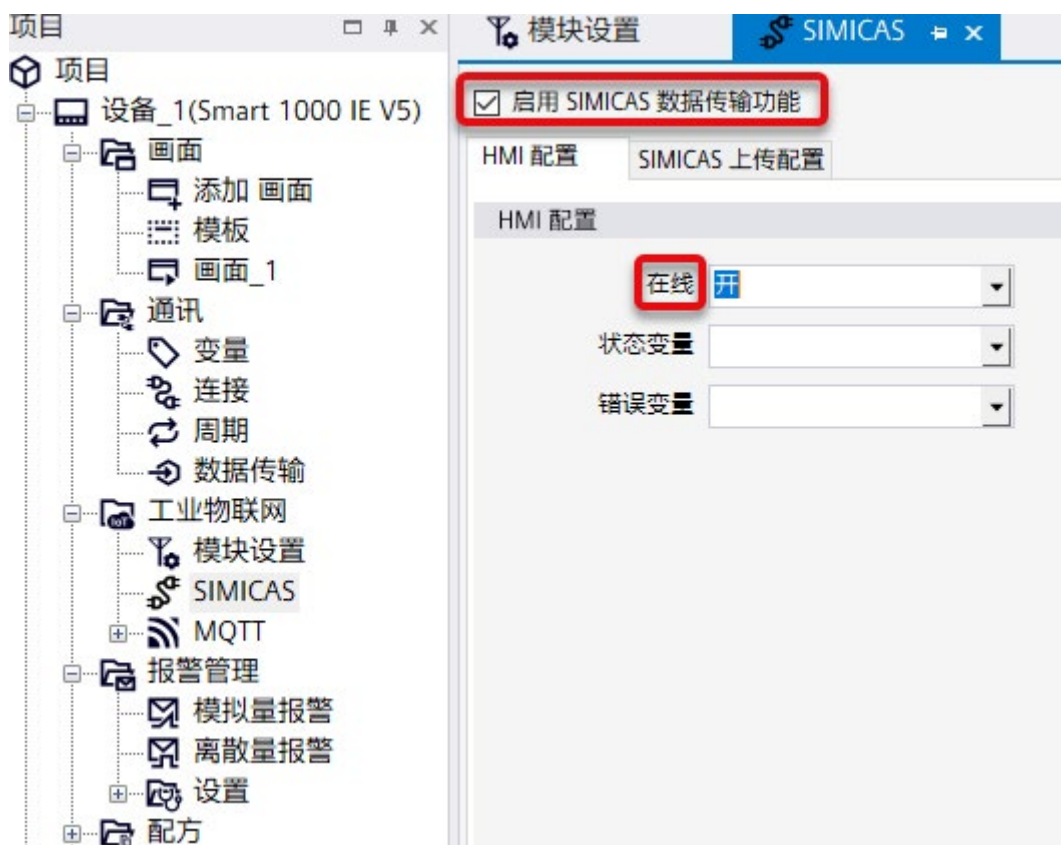 项目
项目
设备_1(Smart 1000 IE V5)
画面
添加 画面
模板
画面_1
通讯
变量
连接
周期
数据传输
工业物联网
模块设置
SIMICAS
MQTT
报警管理
模拟量报警
离散量报警
设置
配方
模块设置
SIMICAS
启用 SIMICAS 数据传输功能
HMI 配置
SIMICAS 上传配置
HMI 配置
在线 开
状态变量
错误变量